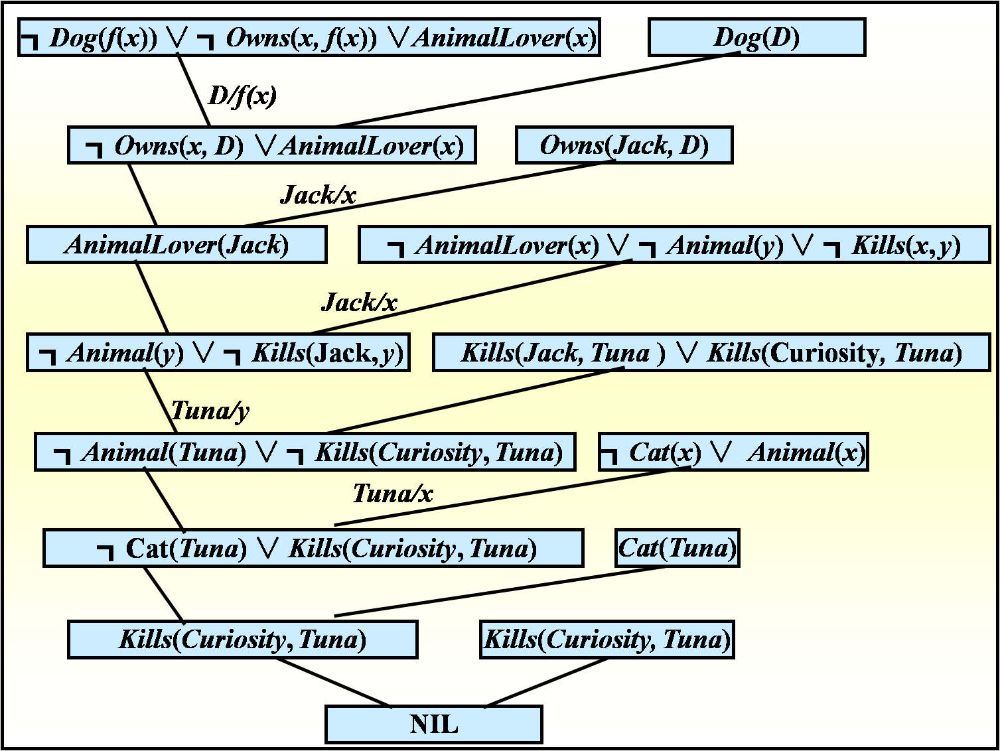 ¬ Dog(f(x)) ∨ ¬ Owns(x, f(x)) ∨AnimalLover(x)
Dog(D)
D/f(x)
¬ Owns(x, D) ∨AnimalLover(x)
Owns(Jack, D)
Jack/x
AnimalLover(Jack)
¬ AnimalLover(x) ∨ ¬ Animal(y) ∨ ¬ Kills(x, y)
Jack/x
¬ Animal(y) ∨ ¬ Kills(Jack, y)
Kills(Jack, Tuna ) ∨ Kills(Curiosity, Tuna)
Tuna/y
¬ Animal(Tuna) ∨ ¬ Kills(Curiosity, Tuna)
¬ Cat(x) ∨ Animal(x)
Tuna/x
¬ Cat(Tuna) ∨ Kills(Curiosity, Tuna)
Cat(Tuna)
Kills(Curiosity, Tuna)
Kills(Curiosity, Tuna)
NIL